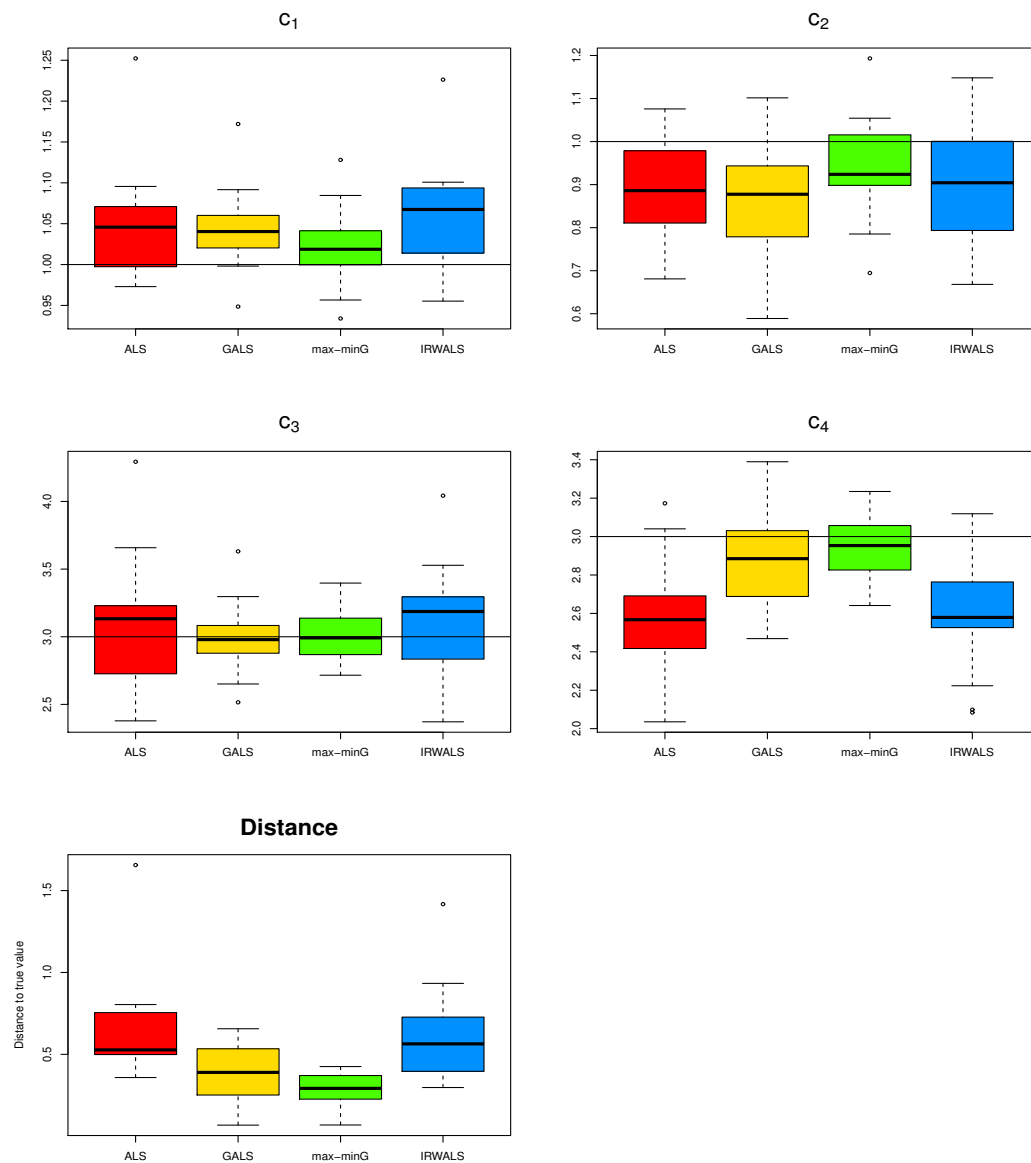 c₁
c₂
0.95 1.00 1.05 1.10 1.15 1.20 1.25
0.6 0.7 0.8 0.9 1.0 1.1 1.2
ALS GALS max−minG IRWALS
ALS GALS max−minG IRWALS
c₃
c₄
2.5 3.0 3.5 4.0
2.0 2.2 2.4 2.6 2.8 3.0 3.2 3.4
ALS GALS max−minG IRWALS
ALS GALS max−minG IRWALS
Distance
Distance to true value
0.5 1.0 1.5
ALS GALS max−minG IRWALS